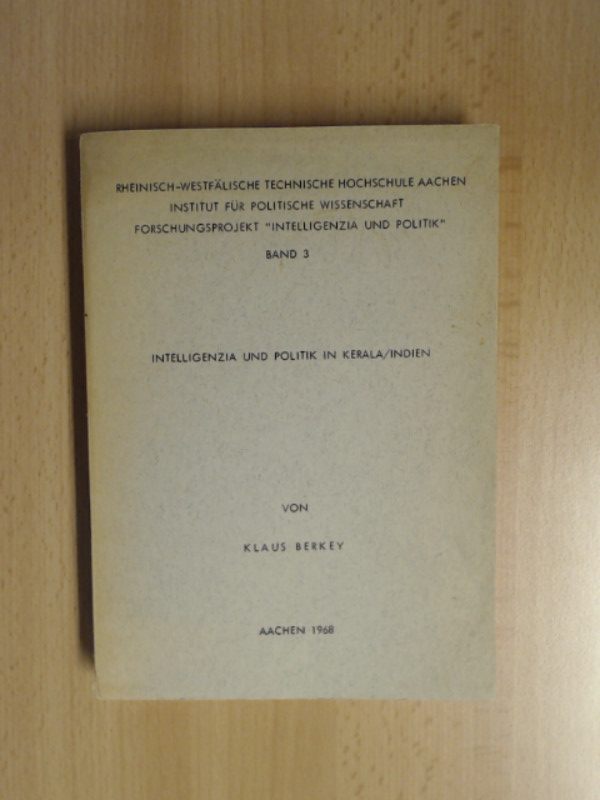 RHEINISCH-WESTFÄLISCHE TECHNISCHE HOCHSCHULE AACHEN
INSTITUT FÜR POLITISCHE WISSENSCHAFT
FORSCHUNGSPROJEKT "INTELLIGENZIA UND POLITIK"
BAND 3
INTELLIGENZIA UND POLITIK IN KERALA/INDIEN
VON
KLAUS BERKEY
AACHEN 1968